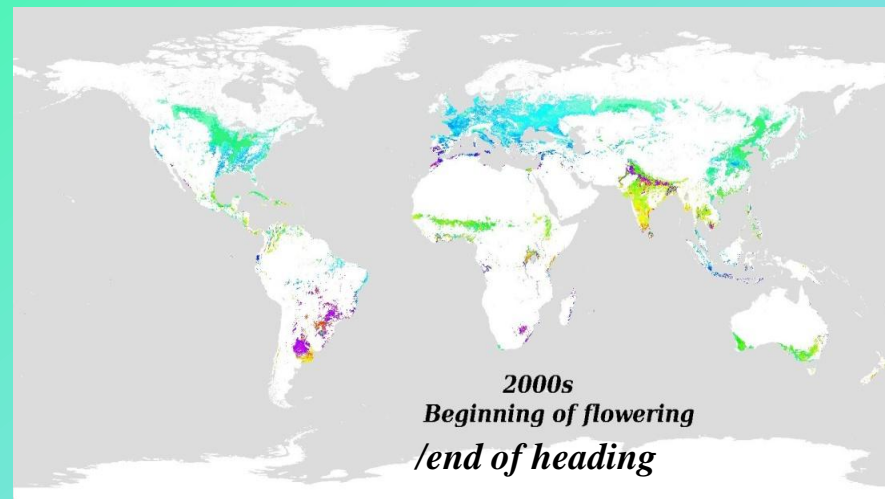 2000s
Beginning of flowering
/end of heading